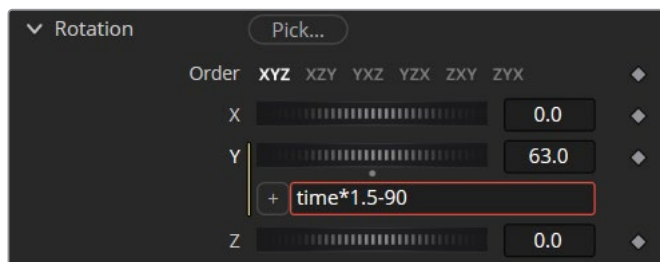 Rotation Pick...
Order XYZ XZY YXZ YZX ZXY ZYX
X 0.0
Y 63.0
+ time*1.5-90
Z 0.0